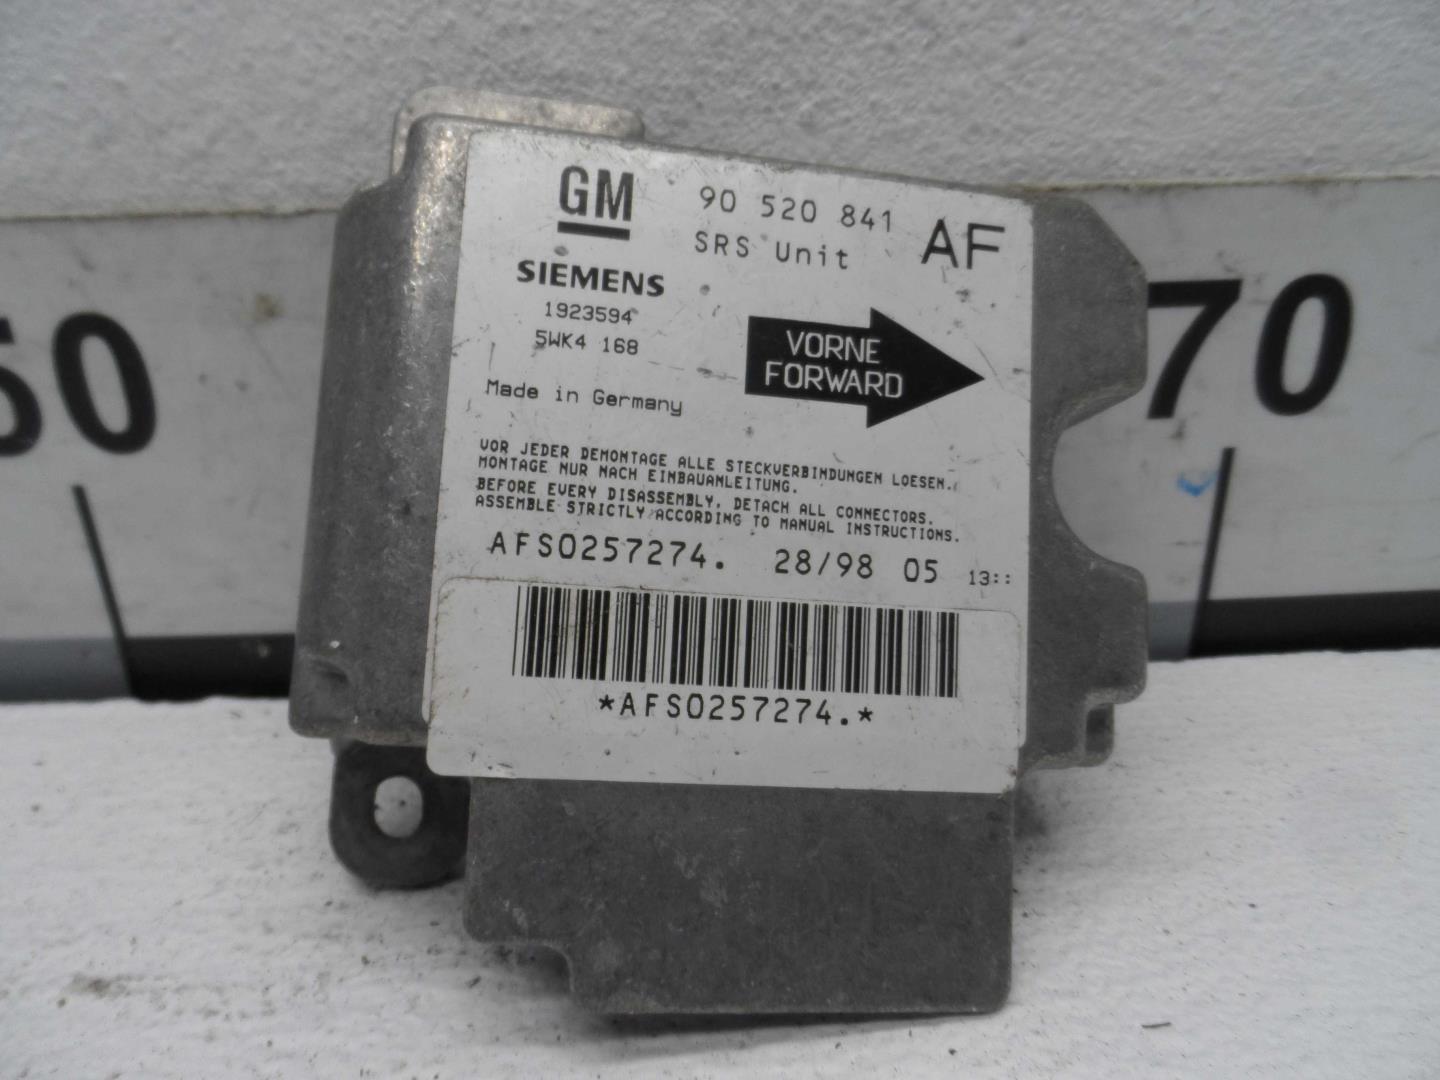 GM
90 520 841
AF
SRS Unit
SIEMENS
1923594
5WK4 168
VORNE
FORWARD
Made in Germany
VOR JEDER DEMONTAGE ALLE STECKVERBINDUNGEN LOESEN.
MONTAGE NUR NACH EINBAUANLEITUNG.
BEFORE EVERY DISASSEMBLY, DETACH ALL CONNECTORS.
ASSEMBLE STRICTLY ACCORDING TO MANUAL INSTRUCTIONS.
AFS0257274. 28/98 05 13::
*AFS0257274.*
70